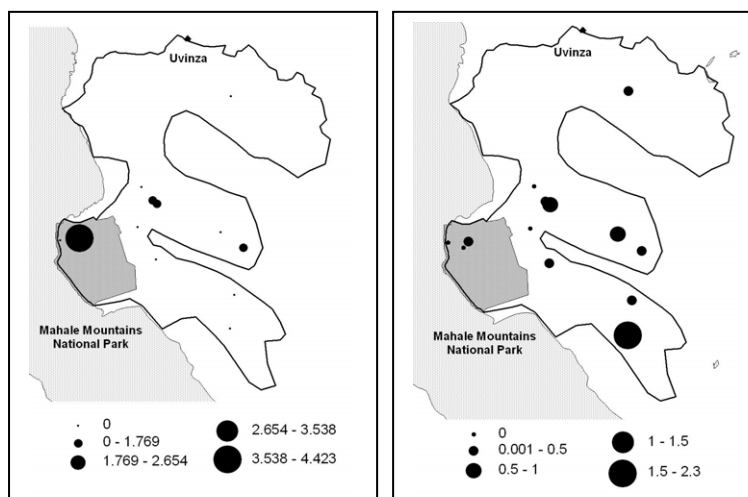 Uvinza
Mahale Mountains
National Park
0
0 - 1.769
1.769 - 2.654
2.654 - 3.538
3.538 - 4.423
Uvinza
Mahale Mountains
National Park
0
0.001 - 0.5
0.5 - 1
1 - 1.5
1.5 - 2.3